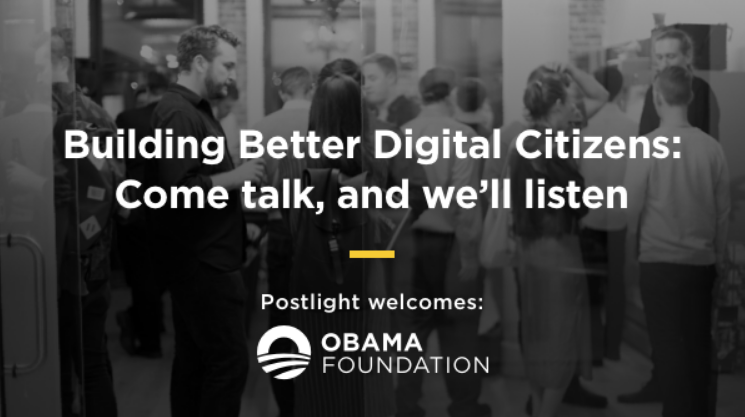 Building Better Digital Citizens:
Come talk, and we’ll listen
Postlight welcomes:
OBAMA
FOUNDATION